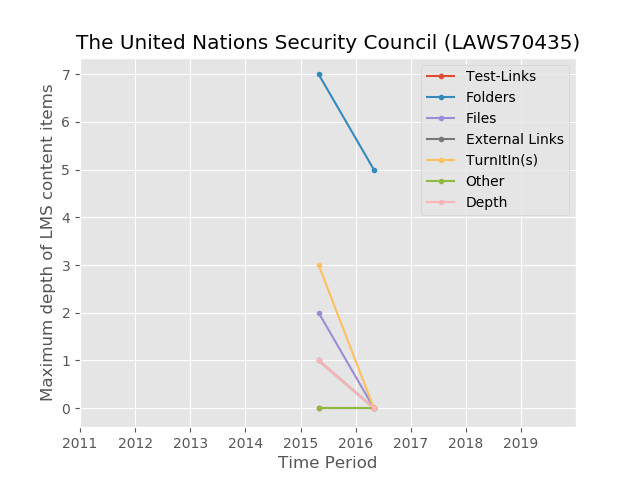 The United Nations Security Council (LAWS70435)
Maximum depth of LMS content items
7
6
5
4
3
2
1
0
Test-Links
Folders
Files
External Links
TurnItIn(s)
Other
Depth
2011 2012 2013 2014 2015 2016 2017 2018 2019
Time Period